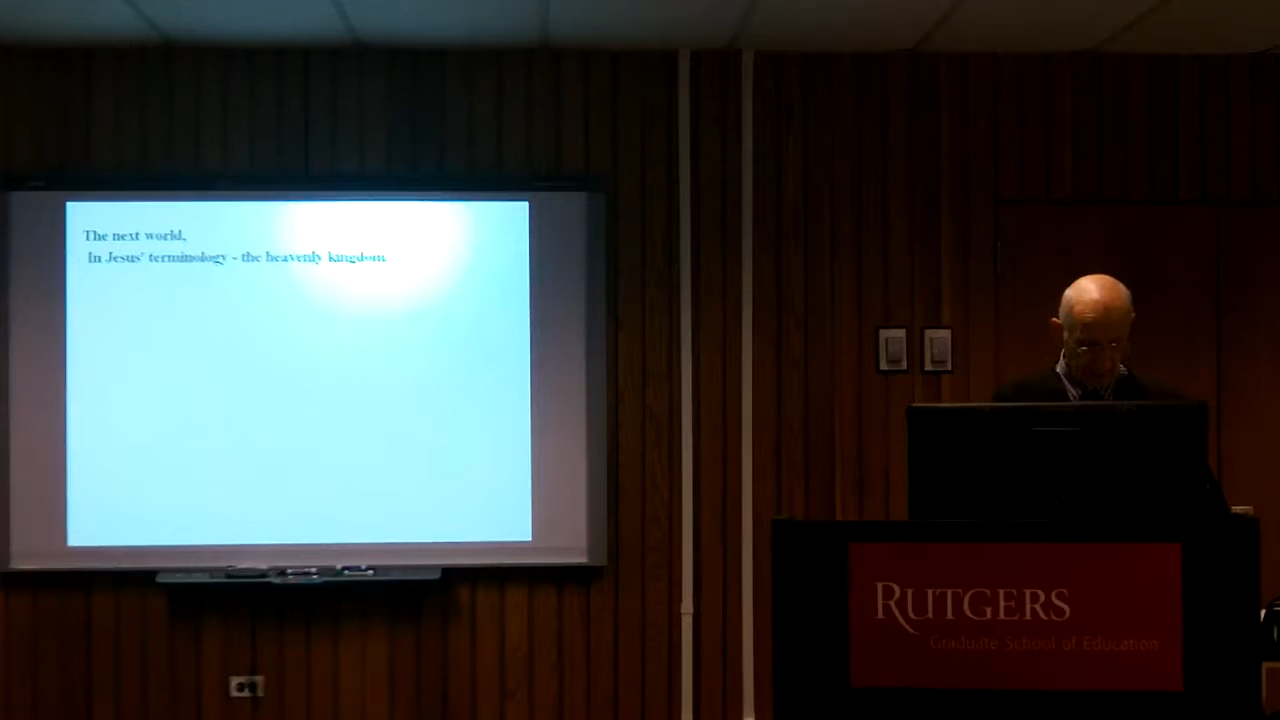 The next world,
In Jesus' terminology - the heavenly kingdom
RUTGERS
Graduate School of Education